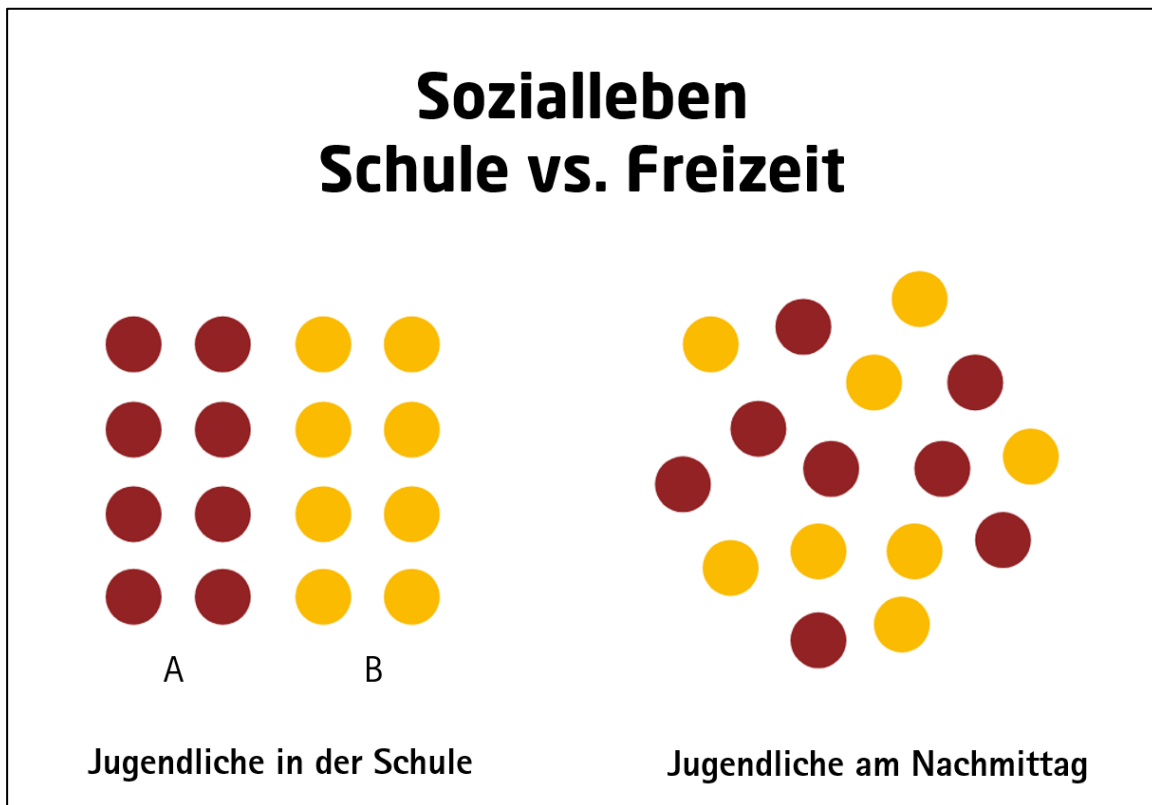 Sozialleben
Schule vs. Freizeit
A
B
Jugendliche in der Schule
Jugendliche am Nachmittag